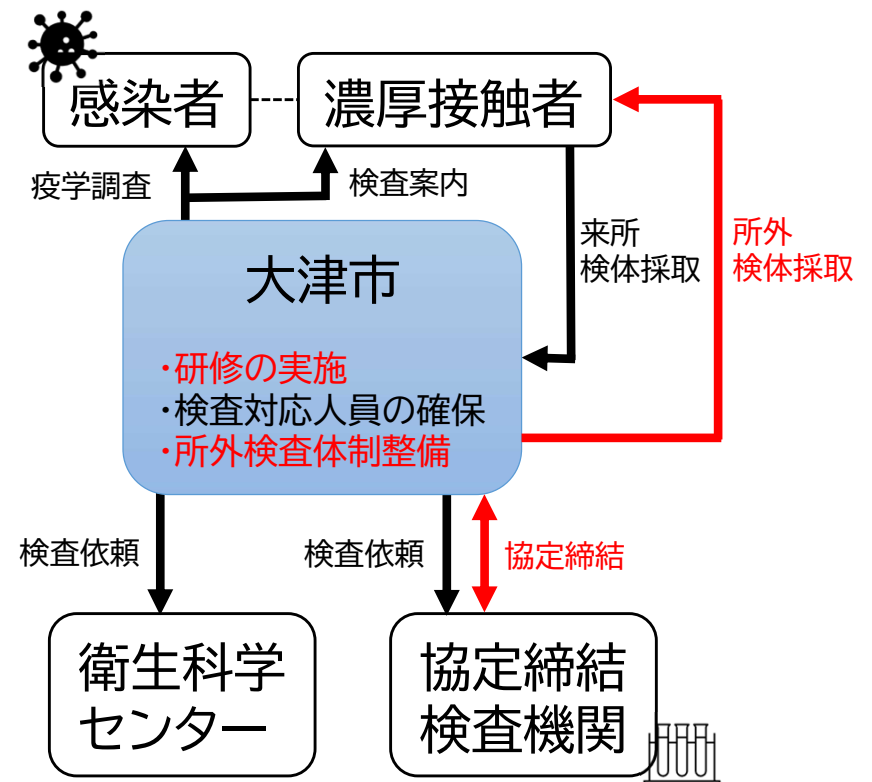 感染者
濃厚接触者
疫学調査
検査案内
来所
検体採取
所外
検体採取
大津市
・研修の実施
・検査対応人員の確保
・所外検査体制整備
検査依頼
検査依頼
協定締結
衛生科学
センター
協定締結
検査機関